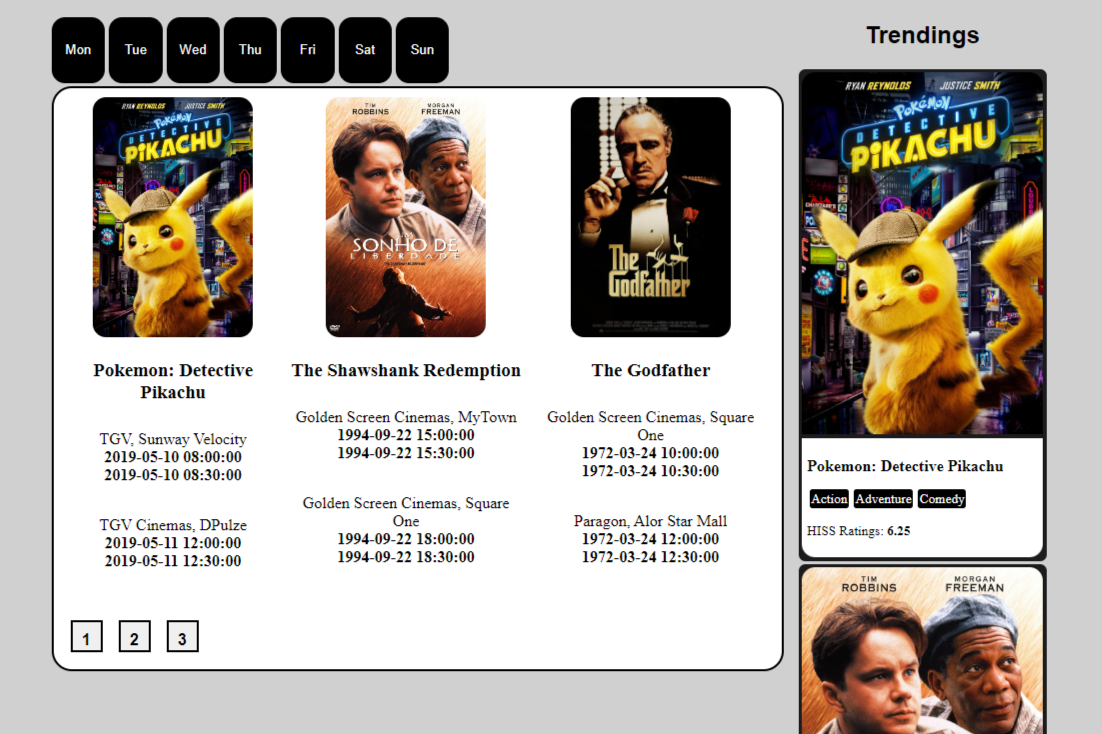 Mon Tue Wed Thu Fri Sat Sun
RYAN REYNOLDS JUSTICE SMITH
POKÉMON
DETECTIVE
PIKACHU
Pokemon: Detective
Pikachu
TGV, Sunway Velocity
2019-05-10 08:00:00
2019-05-10 08:30:00
TGV Cinemas, DPulze
2019-05-11 12:00:00
2019-05-11 12:30:00
TIM MORGAN
ROBBINS FREEMAN
UM
SONHO DE
LIBERDADE
The Shawshank Redemption
Golden Screen Cinemas, MyTown
1994-09-22 15:00:00
1994-09-22 15:30:00
Golden Screen Cinemas, Square
One
1994-09-22 18:00:00
1994-09-22 18:30:00
The
Godfather
The Godfather
Golden Screen Cinemas, Square
One
1972-03-24 10:00:00
1972-03-24 10:30:00
Paragon, Alor Star Mall
1972-03-24 12:00:00
1972-03-24 12:30:00
1 2 3
Trendings
RYAN REYNOLDS JUSTICE SMITH
POKÉMON
DETECTIVE
PIKACHU
Pokemon: Detective Pikachu
Action Adventure Comedy
HISS Ratings: 6.25
TIM MORGAN
ROBBINS FREEMAN